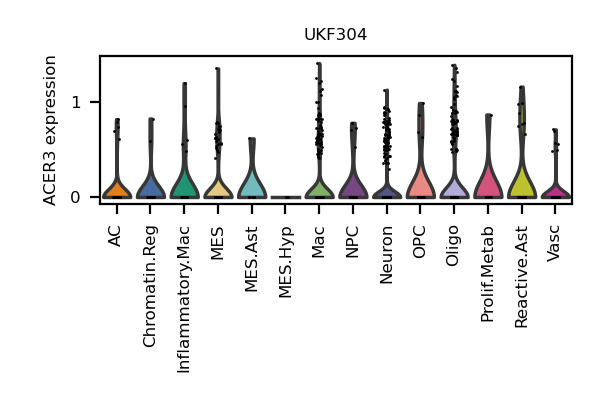 UKF304
ACER3 expression
1
0
AC
Chromatin.Reg
Inflammatory.Mac
MES
MES.Ast
MES.Hyp
Mac
NPC
Neuron
OPC
Oligo
Prolif.Metab
Reactive.Ast
Vasc